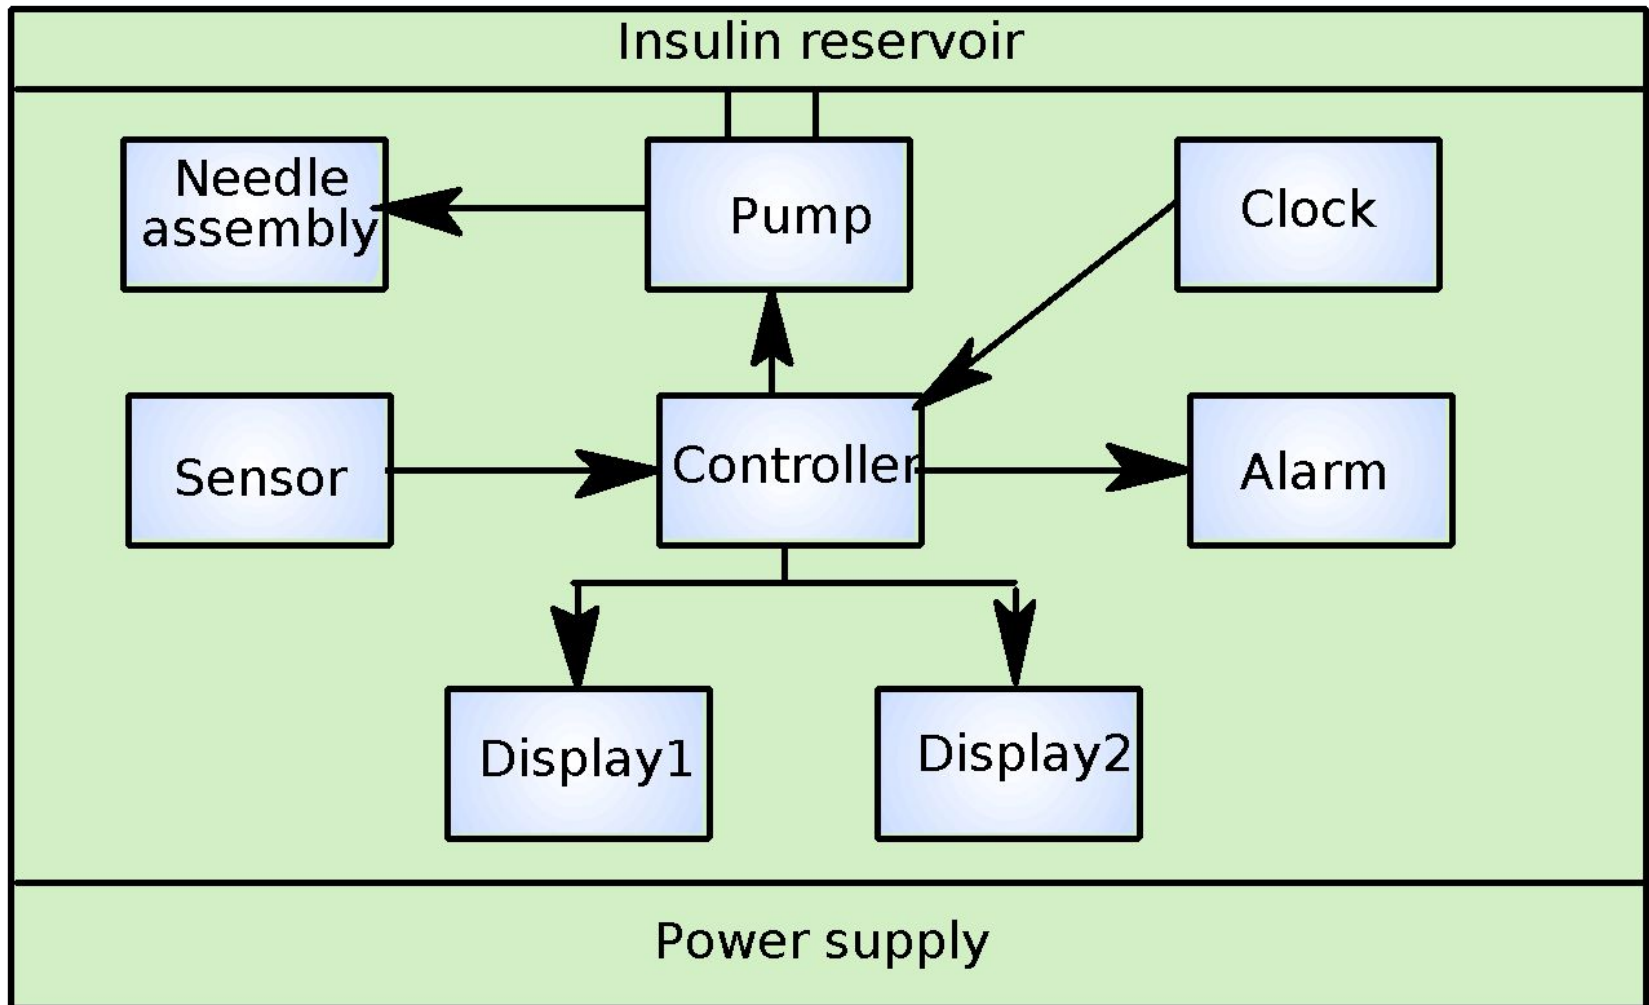 Insulin reservoir
Needle
assembly
Pump
Clock
Sensor
Controller
Alarm
Display1
Display2
Power supply